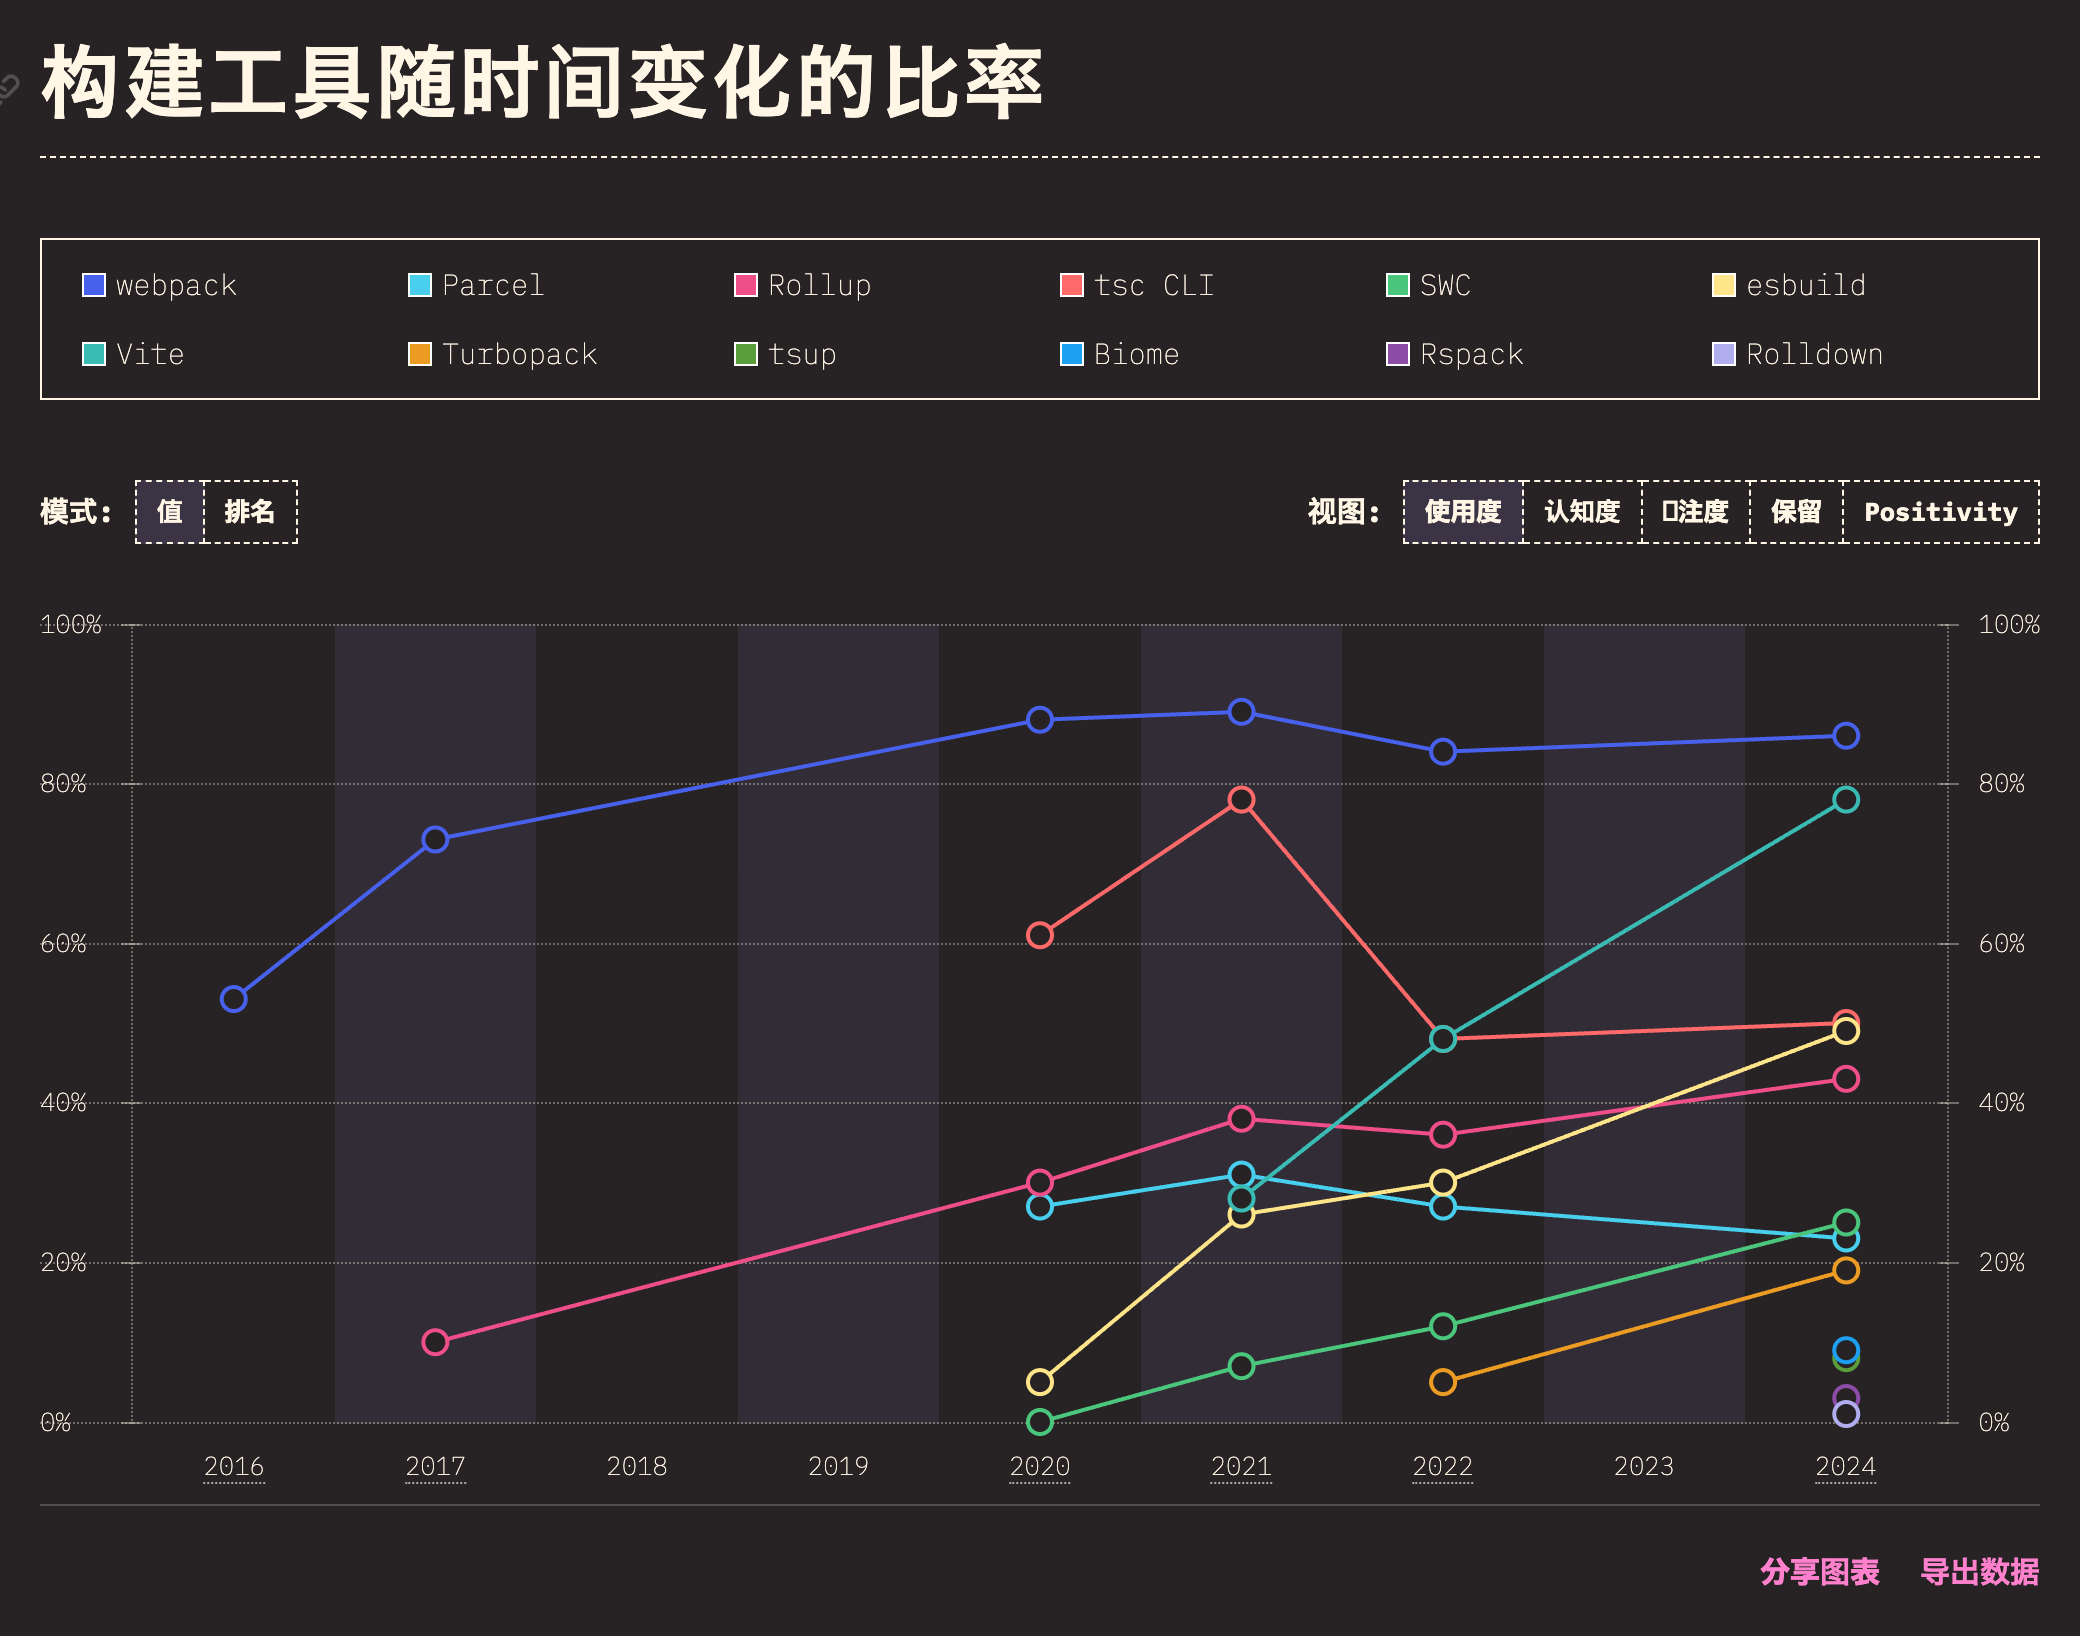 构建工具随时间变化的比率
webpack Parcel Rollup tsc CLI SWC esbuild
Vite Turbopack tsup Biome Rspack Rolldown
模式: 值 排名 视图: 使用度 认知度 注度 保留 Positivity
100% 100%
80% 80%
60% 60%
40% 40%
20% 20%
0% 0%
2016 2017 2018 2019 2020 2021 2022 2023 2024
分享图表 导出数据